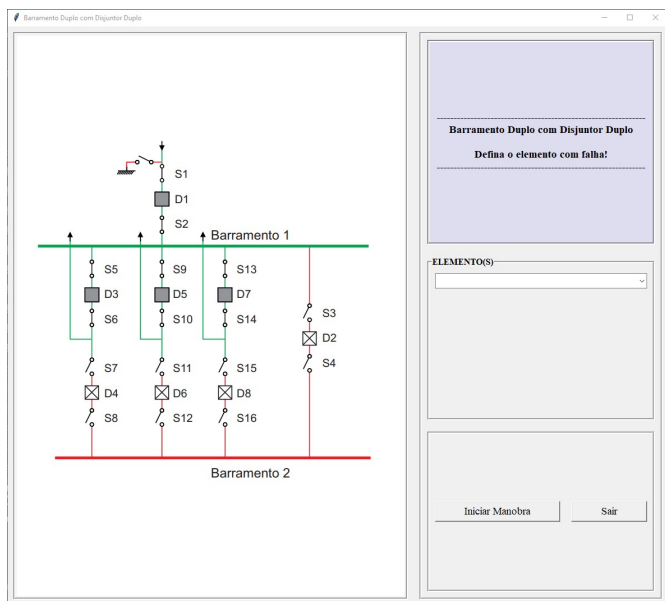 Barramento Duplo com Disjuntor Duplo
S1
D1
S2
Barramento 1
S5 S9 S13
D3 D5 D7
S6 S10 S14
S3
D2
S4
S7 S11 S15
D4 D6 D8
S8 S12 S16
Barramento 2
Barramento Duplo com Disjuntor Duplo
Defina o elemento com falha!
ELEMENTO(S)
Iniciar Manobra Sair